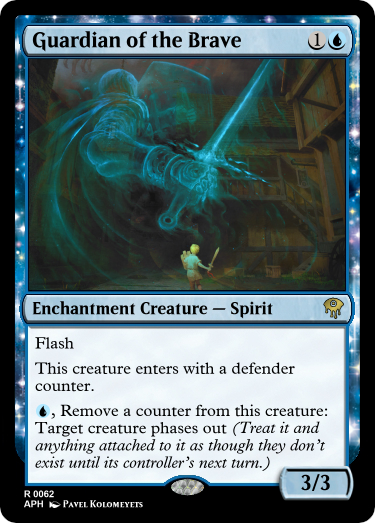 Guardian of the Brave 1
Enchantment Creature — Spirit
Flash
This creature enters with a defender
counter.
, Remove a counter from this creature:
Target creature phases out (Treat it and
anything attached to it as though they don't
exist until its controller's next turn.)
3/3
R 0062
APH Pavel Kolomeyets